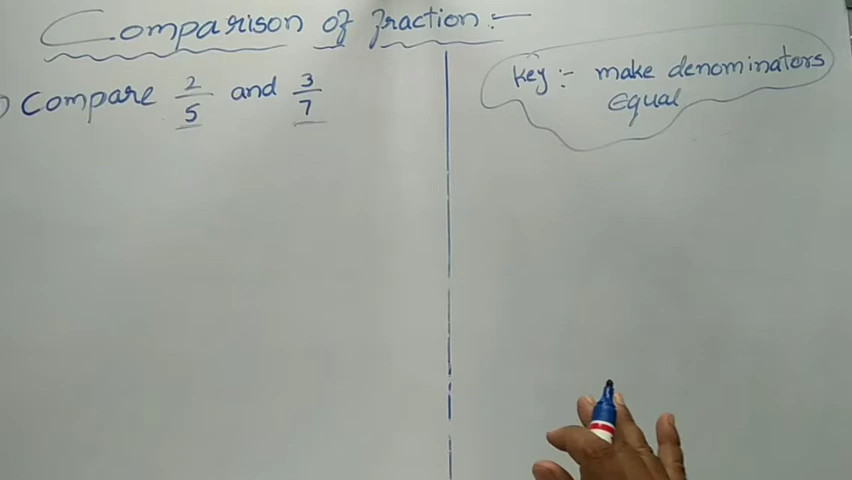 Comparison of fraction :-
) Compare 2/5 and 3/7
Key :- make denominators
Equal